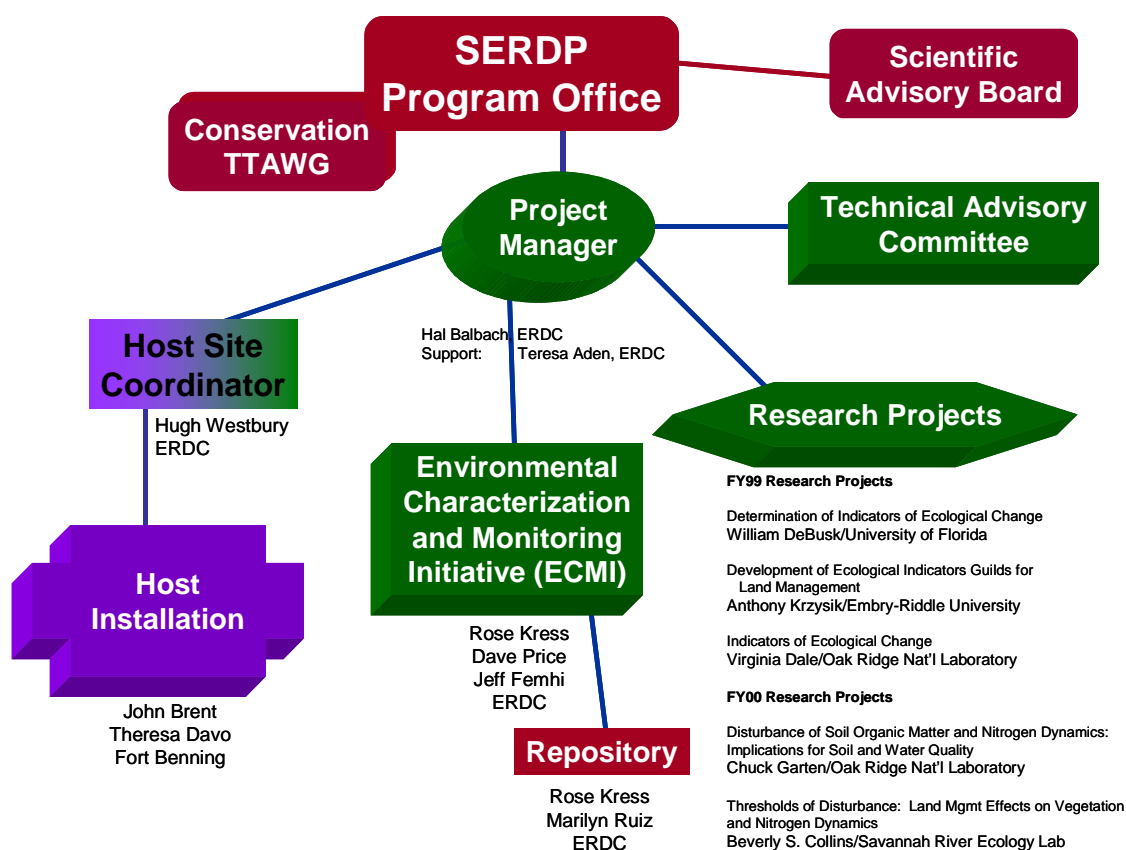 SERDP
Program Office
Scientific
Advisory Board
Conservation
TTAWG
Project
Manager
Technical Advisory
Committee
Hal Balbach, ERDC
Support: Teresa Aden, ERDC
Host Site
Coordinator
Hugh Westbury
ERDC
Host
Installation
John Brent
Theresa Davo
Fort Benning
Environmental
Characterization
and Monitoring
Initiative (ECMI)
Rose Kress
Dave Price
Jeff Femhi
ERDC
Repository
Rose Kress
Marilyn Ruiz
ERDC
Research Projects
FY99 Research Projects
Determination of Indicators of Ecological Change
William DeBusk/University of Florida
Development of Ecological Indicators Guilds for
Land Management
Anthony Krzysik/Embry-Riddle University
Indicators of Ecological Change
Virginia Dale/Oak Ridge Nat'l Laboratory
FY00 Research Projects
Disturbance of Soil Organic Matter and Nitrogen Dynamics:
Implications for Soil and Water Quality
Chuck Garten/Oak Ridge Nat'l Laboratory
Thresholds of Disturbance: Land Mgmt Effects on Vegetation
and Nitrogen Dynamics
Beverly S. Collins/Savannah River Ecology Lab